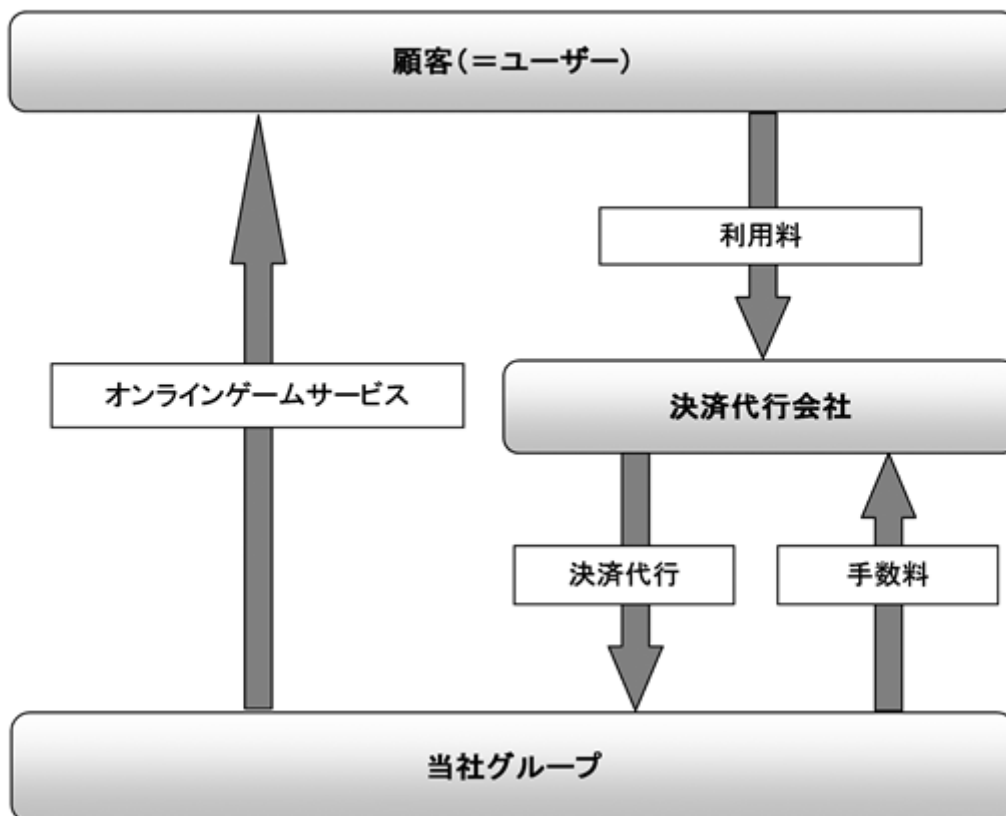 顧客(=ユーザー)
利用料
オンラインゲームサービス
決済代行会社
決済代行
手数料
当社グループ